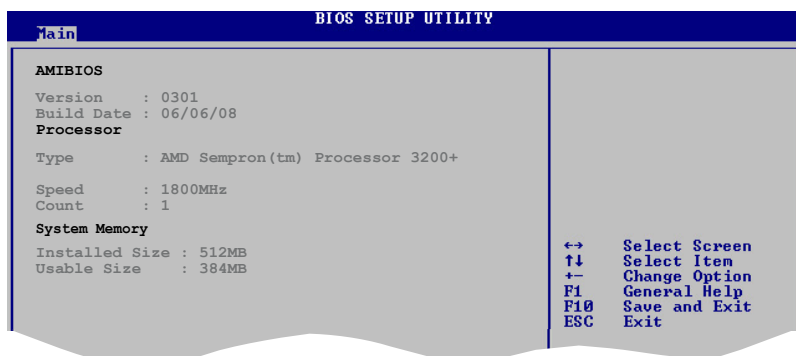 BIOS SETUP UTILITY
Main
AMIBIOS
Version : 0301
Build Date : 06/06/08
Processor
Type : AMD Sempron(tm) Processor 3200+
Speed : 1800MHz
Count : 1
System Memory
Installed Size : 512MB
Usable Size : 384MB
←→ Select Screen
↑↓ Select Item
+- Change Option
F1 General Help
F10 Save and Exit
ESC Exit